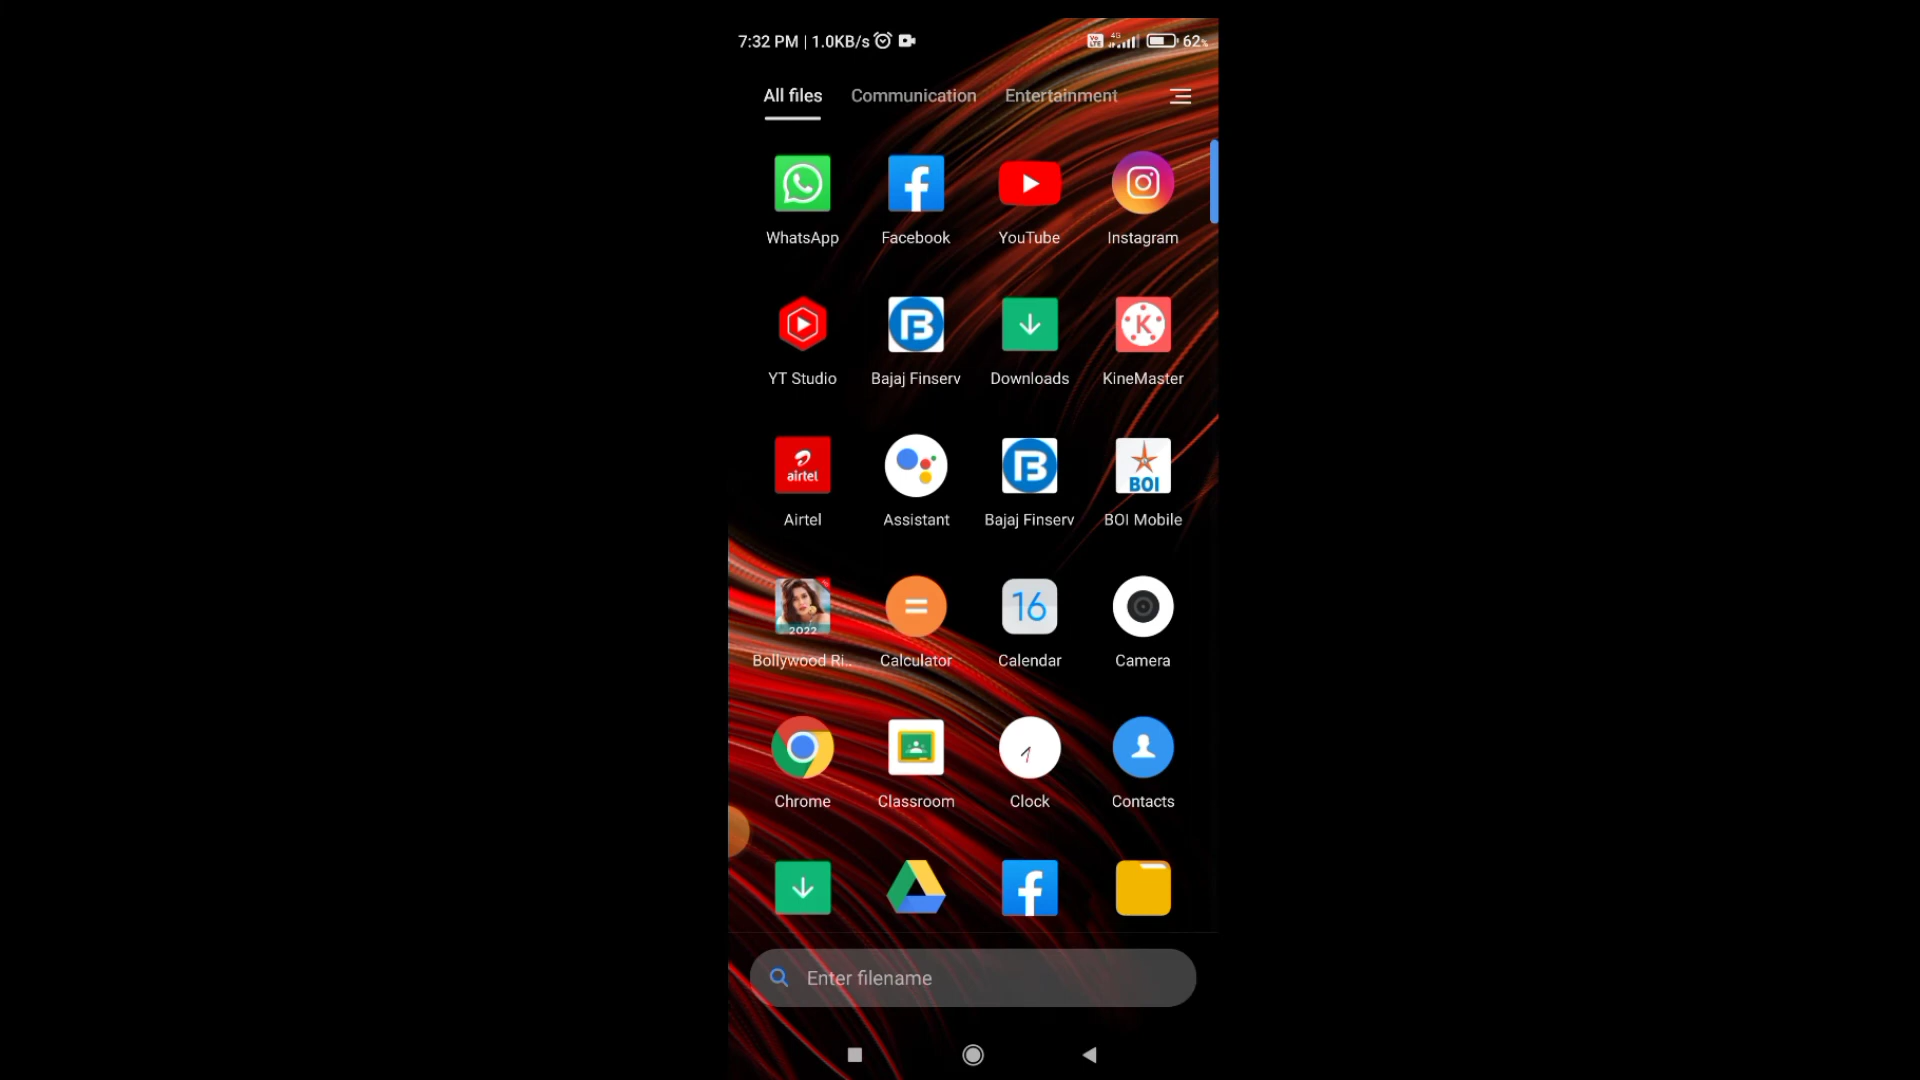 7:32 PM | 1.0KB/s 4G 62%
All files Communication Entertainment
WhatsApp Facebook YouTube Instagram
YT Studio Bajaj Finserv Downloads KineMaster
airtel BOI
Airtel Assistant Bajaj Finserv BOI Mobile
2022 16
Bollywood Ri.. Calculator Calendar Camera
Chrome Classroom Clock Contacts
Enter filename